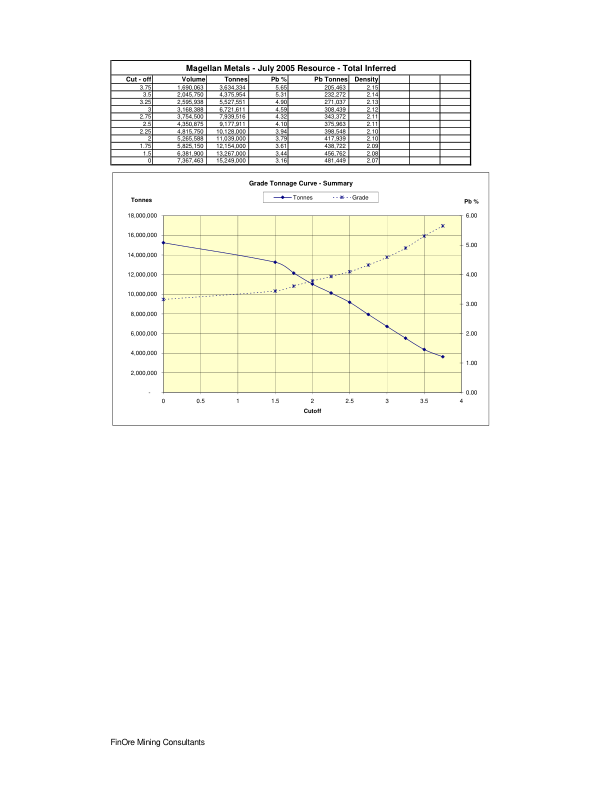 Magellan Metals - July 2005 Resource - Total Inferred
Cut - off Volume Tonnes Pb % Pb Tonnes Density
3.75 1,690,063 3,634,334 5.65 205,463 2.15
3.5 2,045,750 4,375,954 5.31 232,272 2.14
3.25 2,595,938 5,527,551 4.90 271,037 2.13
3 3,168,388 6,721,611 4.59 308,439 2.12
2.75 3,754,500 7,939,516 4.32 343,372 2.11
2.5 4,350,875 9,177,911 4.10 375,963 2.11
2.25 4,815,750 10,128,000 3.94 398,548 2.10
2 5,265,588 11,039,000 3.79 417,939 2.10
1.75 5,825,150 12,154,000 3.61 438,722 2.09
1.5 6,381,900 13,267,000 3.44 456,762 2.08
0 7,367,463 15,249,000 3.16 481,449 2.07
Grade Tonnage Curve - Summary
Tonnes Grade
Tonnes Pb %
18,000,000 6.00
16,000,000
5.00
14,000,000
12,000,000 4.00
10,000,000
3.00
8,000,000
6,000,000 2.00
4,000,000
1.00
2,000,000
- 0.00
0 0.5 1 1.5 2 2.5 3 3.5 4
Cutoff
FinOre Mining Consultants